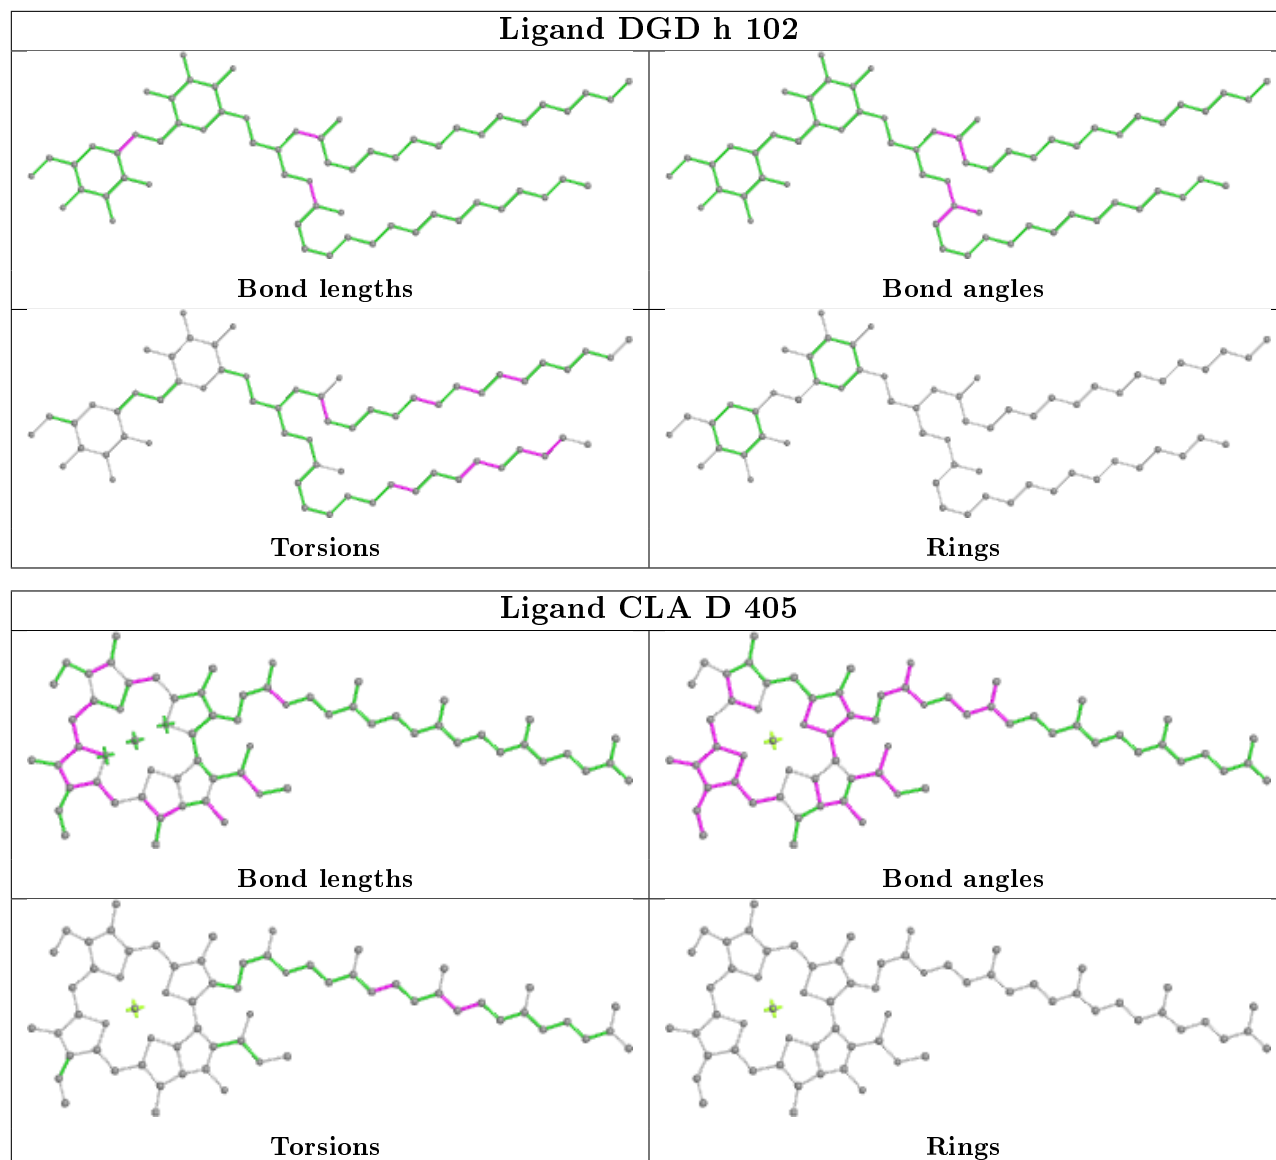 Ligand DGD h 102
Bond lengths
Bond angles
Torsions
Rings
Ligand CLA D 405
Bond lengths
Bond angles
Torsions
Rings